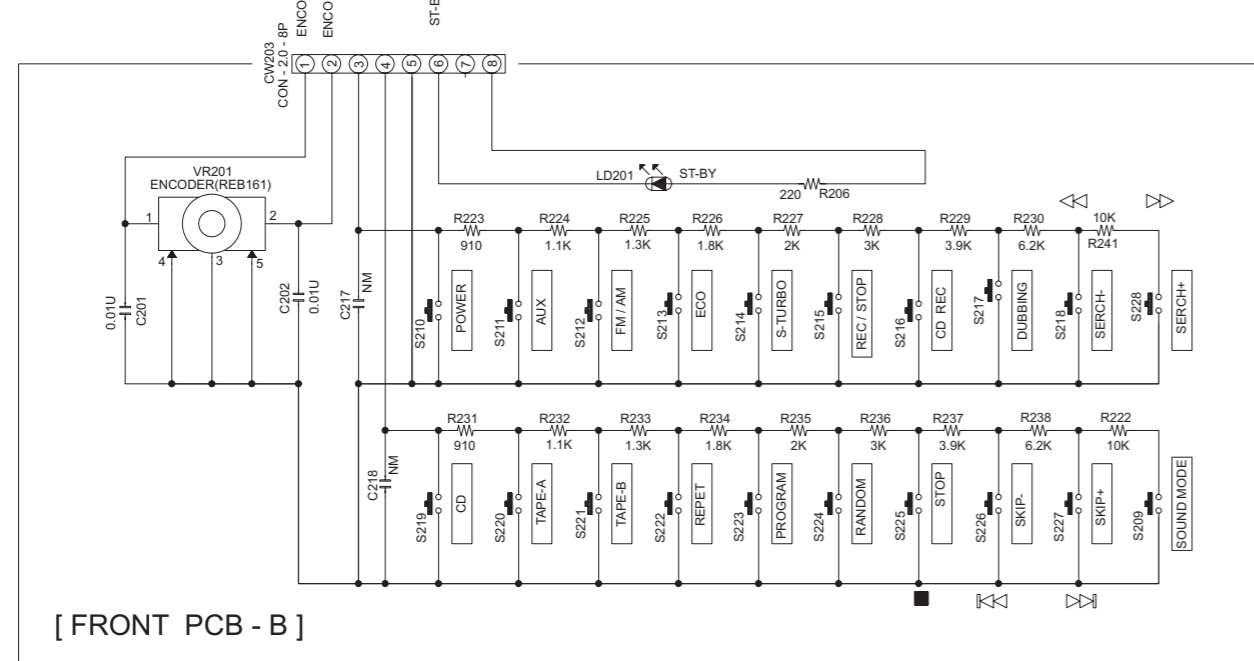 ENCO
ENCO
ST-B
CW203
CON - 2.0 - 8P
1 2 3 4 5 6 7 8
LD201 ST-BY
220 R206
VR201
ENCODER(REB161)
1 2
4 3 5
0.01U
C201
C202
0.01U
C217
NM
R223 R224 R225 R226 R227 R228 R229 R230 10K
910 1.1K 1.3K 1.8K 2K 3K 3.9K 6.2K R241
S210 POWER
S211 AUX
S212 FM / AM
S213 ECO
S214 S-TURBO
S215 REC / STOP
S216 CD REC
S217 DUBBING
S218 SERCH-
S228 SERCH+
C218
NM
R231 R232 R233 R234 R235 R236 R237 R238 R222
910 1.1K 1.3K 1.8K 2K 3K 3.9K 6.2K 10K
S219 CD
S220 TAPE-A
S221 TAPE-B
S222 REPET
S223 PROGRAM
S224 RANDOM
S225 STOP
S226 SKIP-
S227 SKIP+
S209 SOUND MODE
[ FRONT PCB - B ]